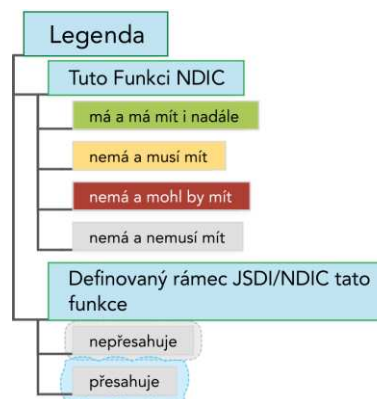 Legenda
Tuto Funkci NDIC
má a má mít i nadále
nemá a musí mít
nemá a mohl by mít
nemá a nemusí mít
Definovaný rámec JSDI/NDIC tato
funkce
nepřesahuje
přesahuje